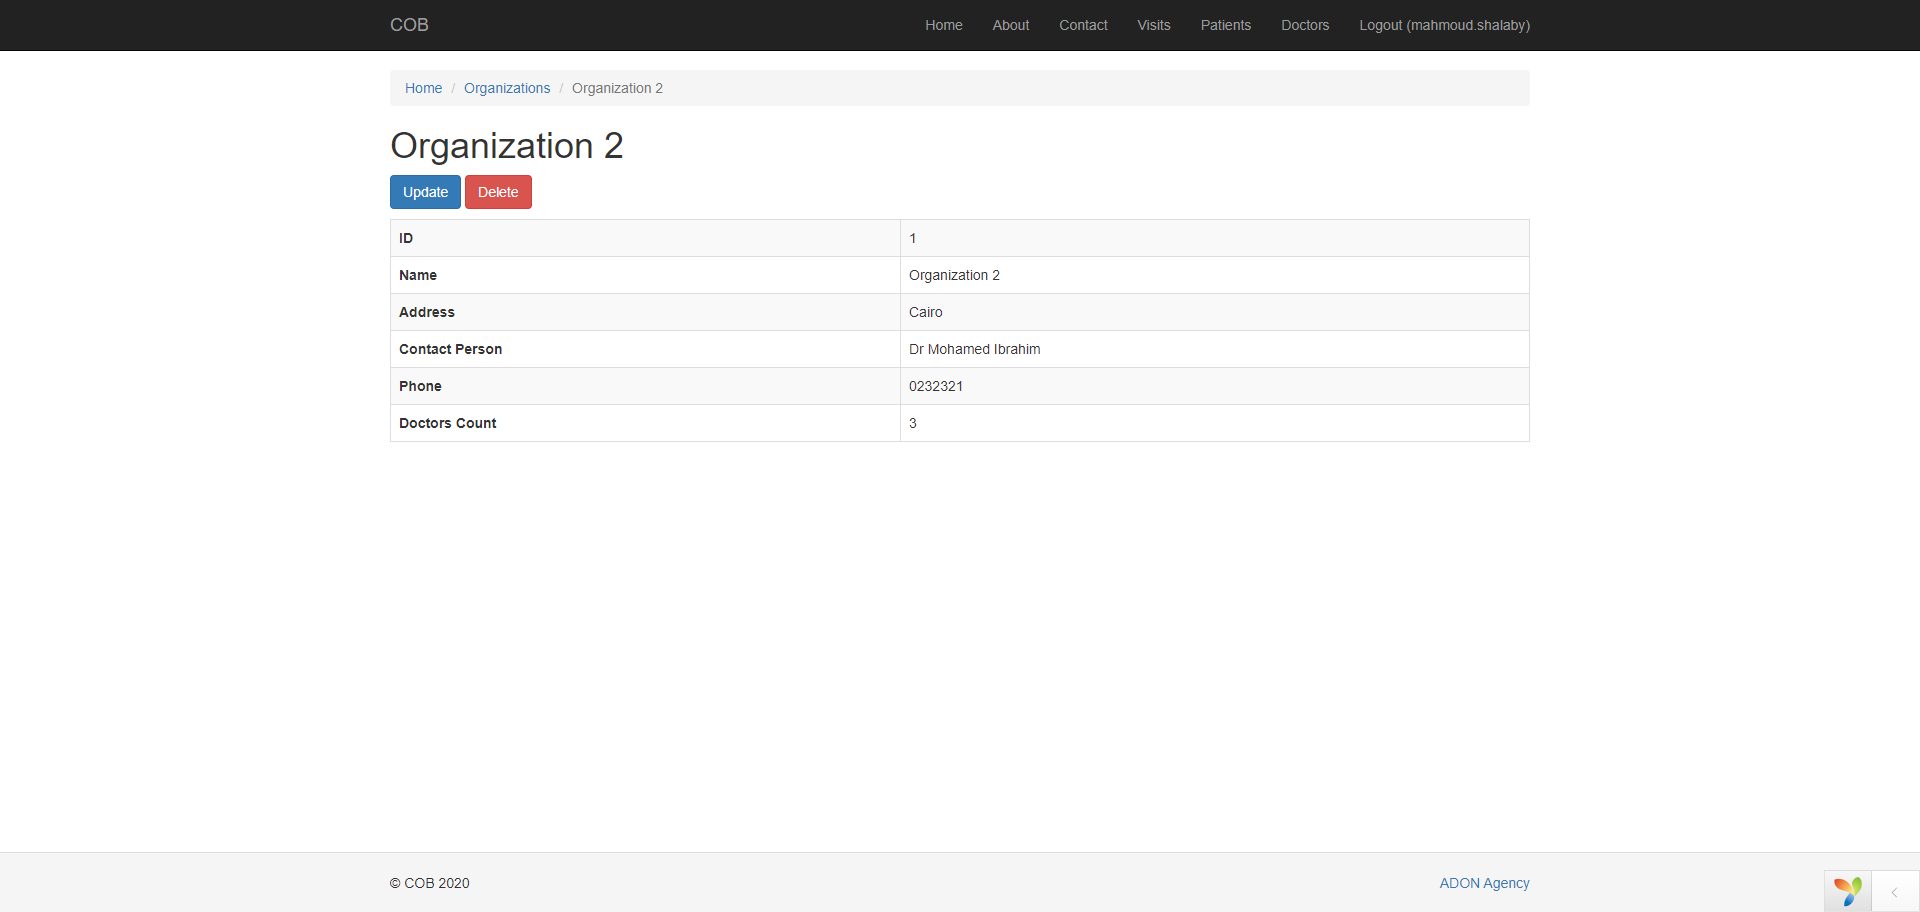 COB Home About Contact Visits Patients Doctors Logout (mahmoud.shalaby)
Home / Organizations / Organization 2
Organization 2
Update Delete
ID 1
Name Organization 2
Address Cairo
Contact Person Dr Mohamed Ibrahim
Phone 0232321
Doctors Count 3
© COB 2020 ADON Agency